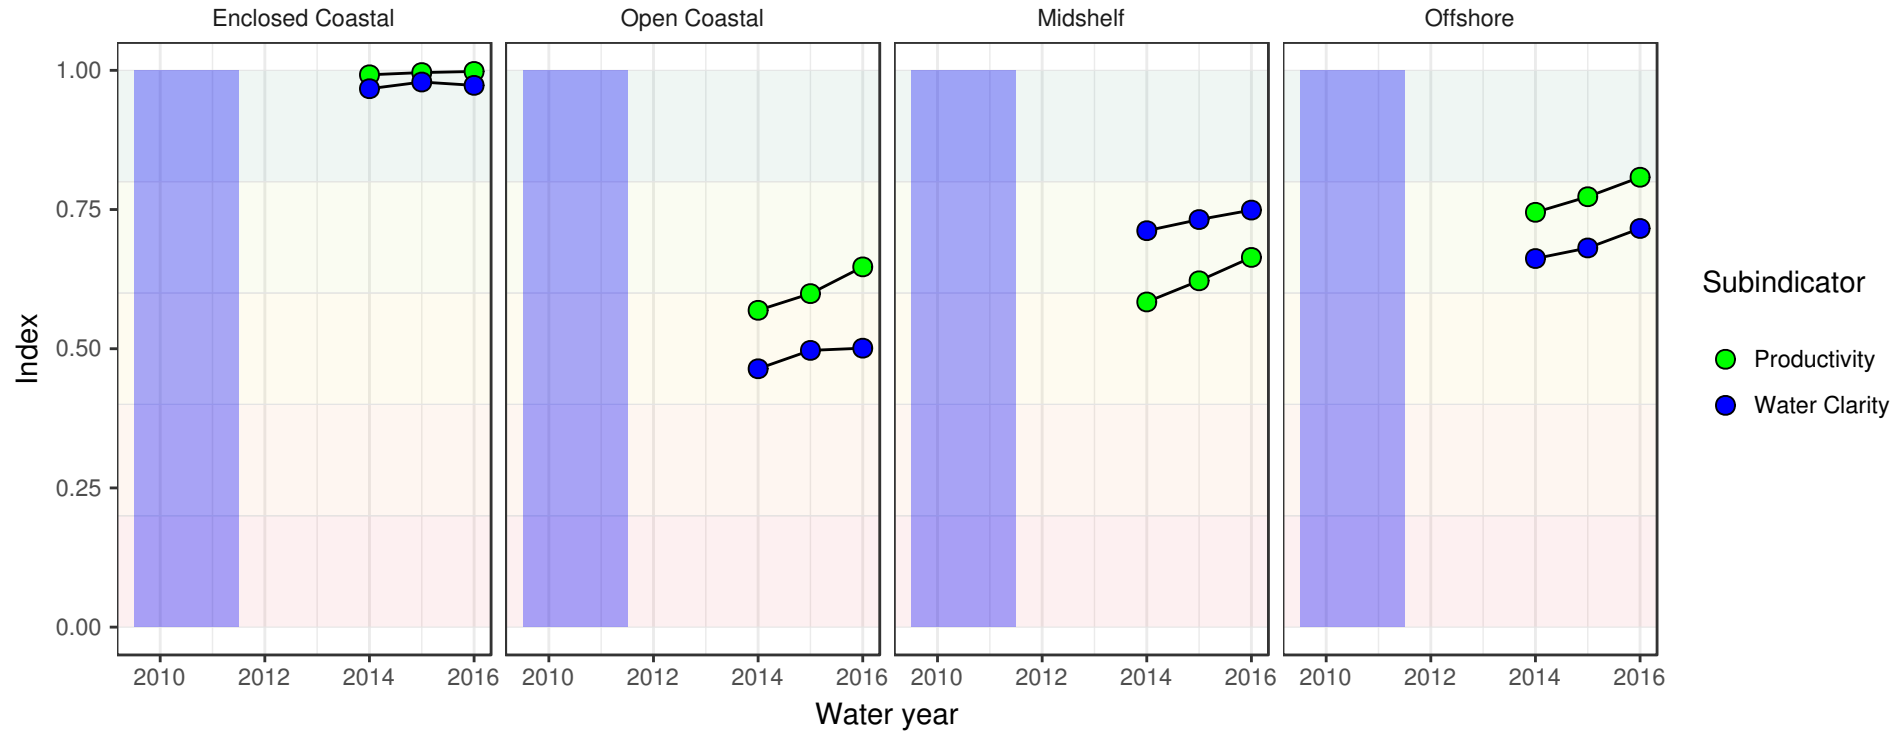 Enclosed Coastal Open Coastal Midshelf Offshore
1.00
0.75
0.50
0.25
0.00
Index
2010 2012 2014 2016 2010 2012 2014 2016 2010 2012 2014 2016 2010 2012 2014 2016
Water year
Subindicator
Productivity
Water Clarity